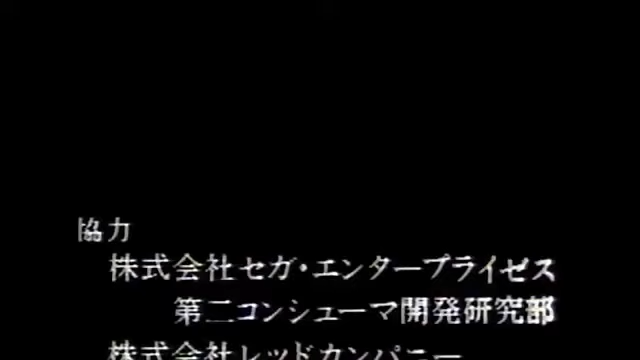 協力
株式会社セガ・エンタープライゼス
第二コンシューマ開発研究部
株式会社レッドカンパニー